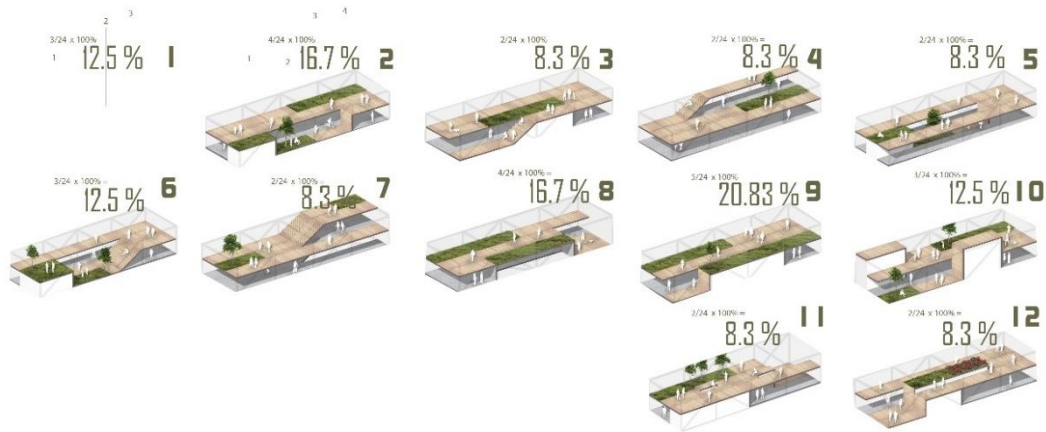 2
3
3/24 x 100%
12.5 %
1
1
3
4
4/24 x 100%
16.7 %
2
1
2
2/24 x 100%
8.3 %
3
2/24 x 100% =
8.3 %
4
2/24 x 100% =
8.3 %
5
3/24 x 100% =
12.5 %
6
2/24 x 100% =
8.3 %
7
4/24 x 100% =
16.7 %
8
5/24 x 100%
20.83 %
9
3/24 x 100% =
12.5 %
10
2/24 x 100% =
8.3 %
11
2/24 x 100% =
8.3 %
12